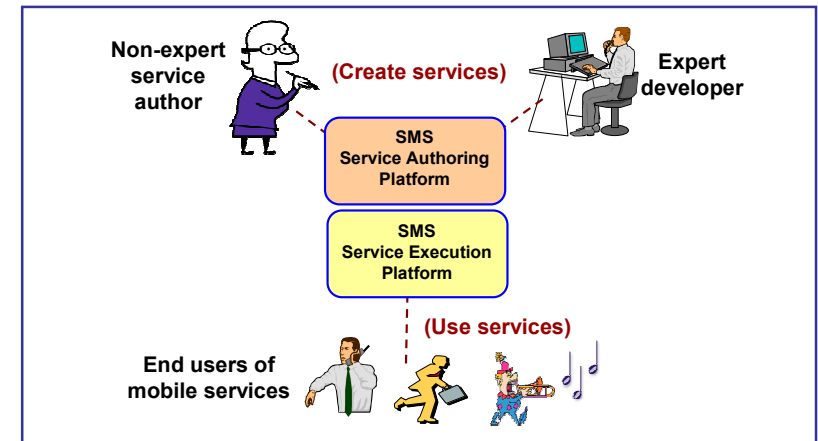 Non-expert
service
author
(Create services)
Expert
developer
SMS
Service Authoring
Platform
SMS
Service Execution
Platform
(Use services)
End users of
mobile services